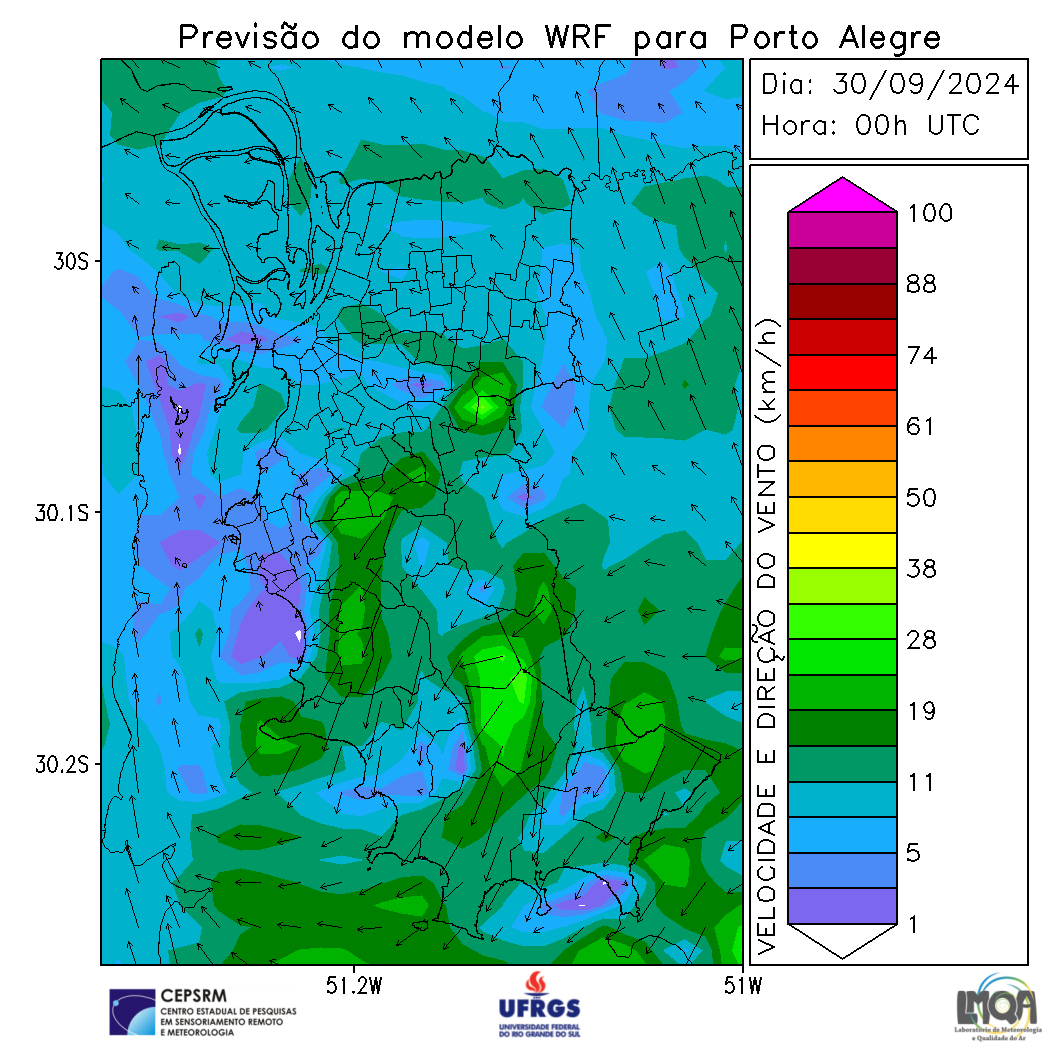 Previsão do modelo WRF para Porto Alegre
Dia: 30/09/2024
Hora: 00h UTC
30S
30.1S
30.2S
51.2W
51W
VELOCIDADE E DIREÇÃO DO VENTO (km/h)
100
88
74
61
50
38
28
19
11
5
1
CEPSRM
CENTRO ESTADUAL DE PESQUISAS
EM SENSORIAMENTO REMOTO
E METEOROLOGIA
UFRGS
UNIVERSIDADE FEDERAL
DO RIO GRANDE DO SUL
LMQA
Laboratório de Meteorologia
e Qualidade do Ar